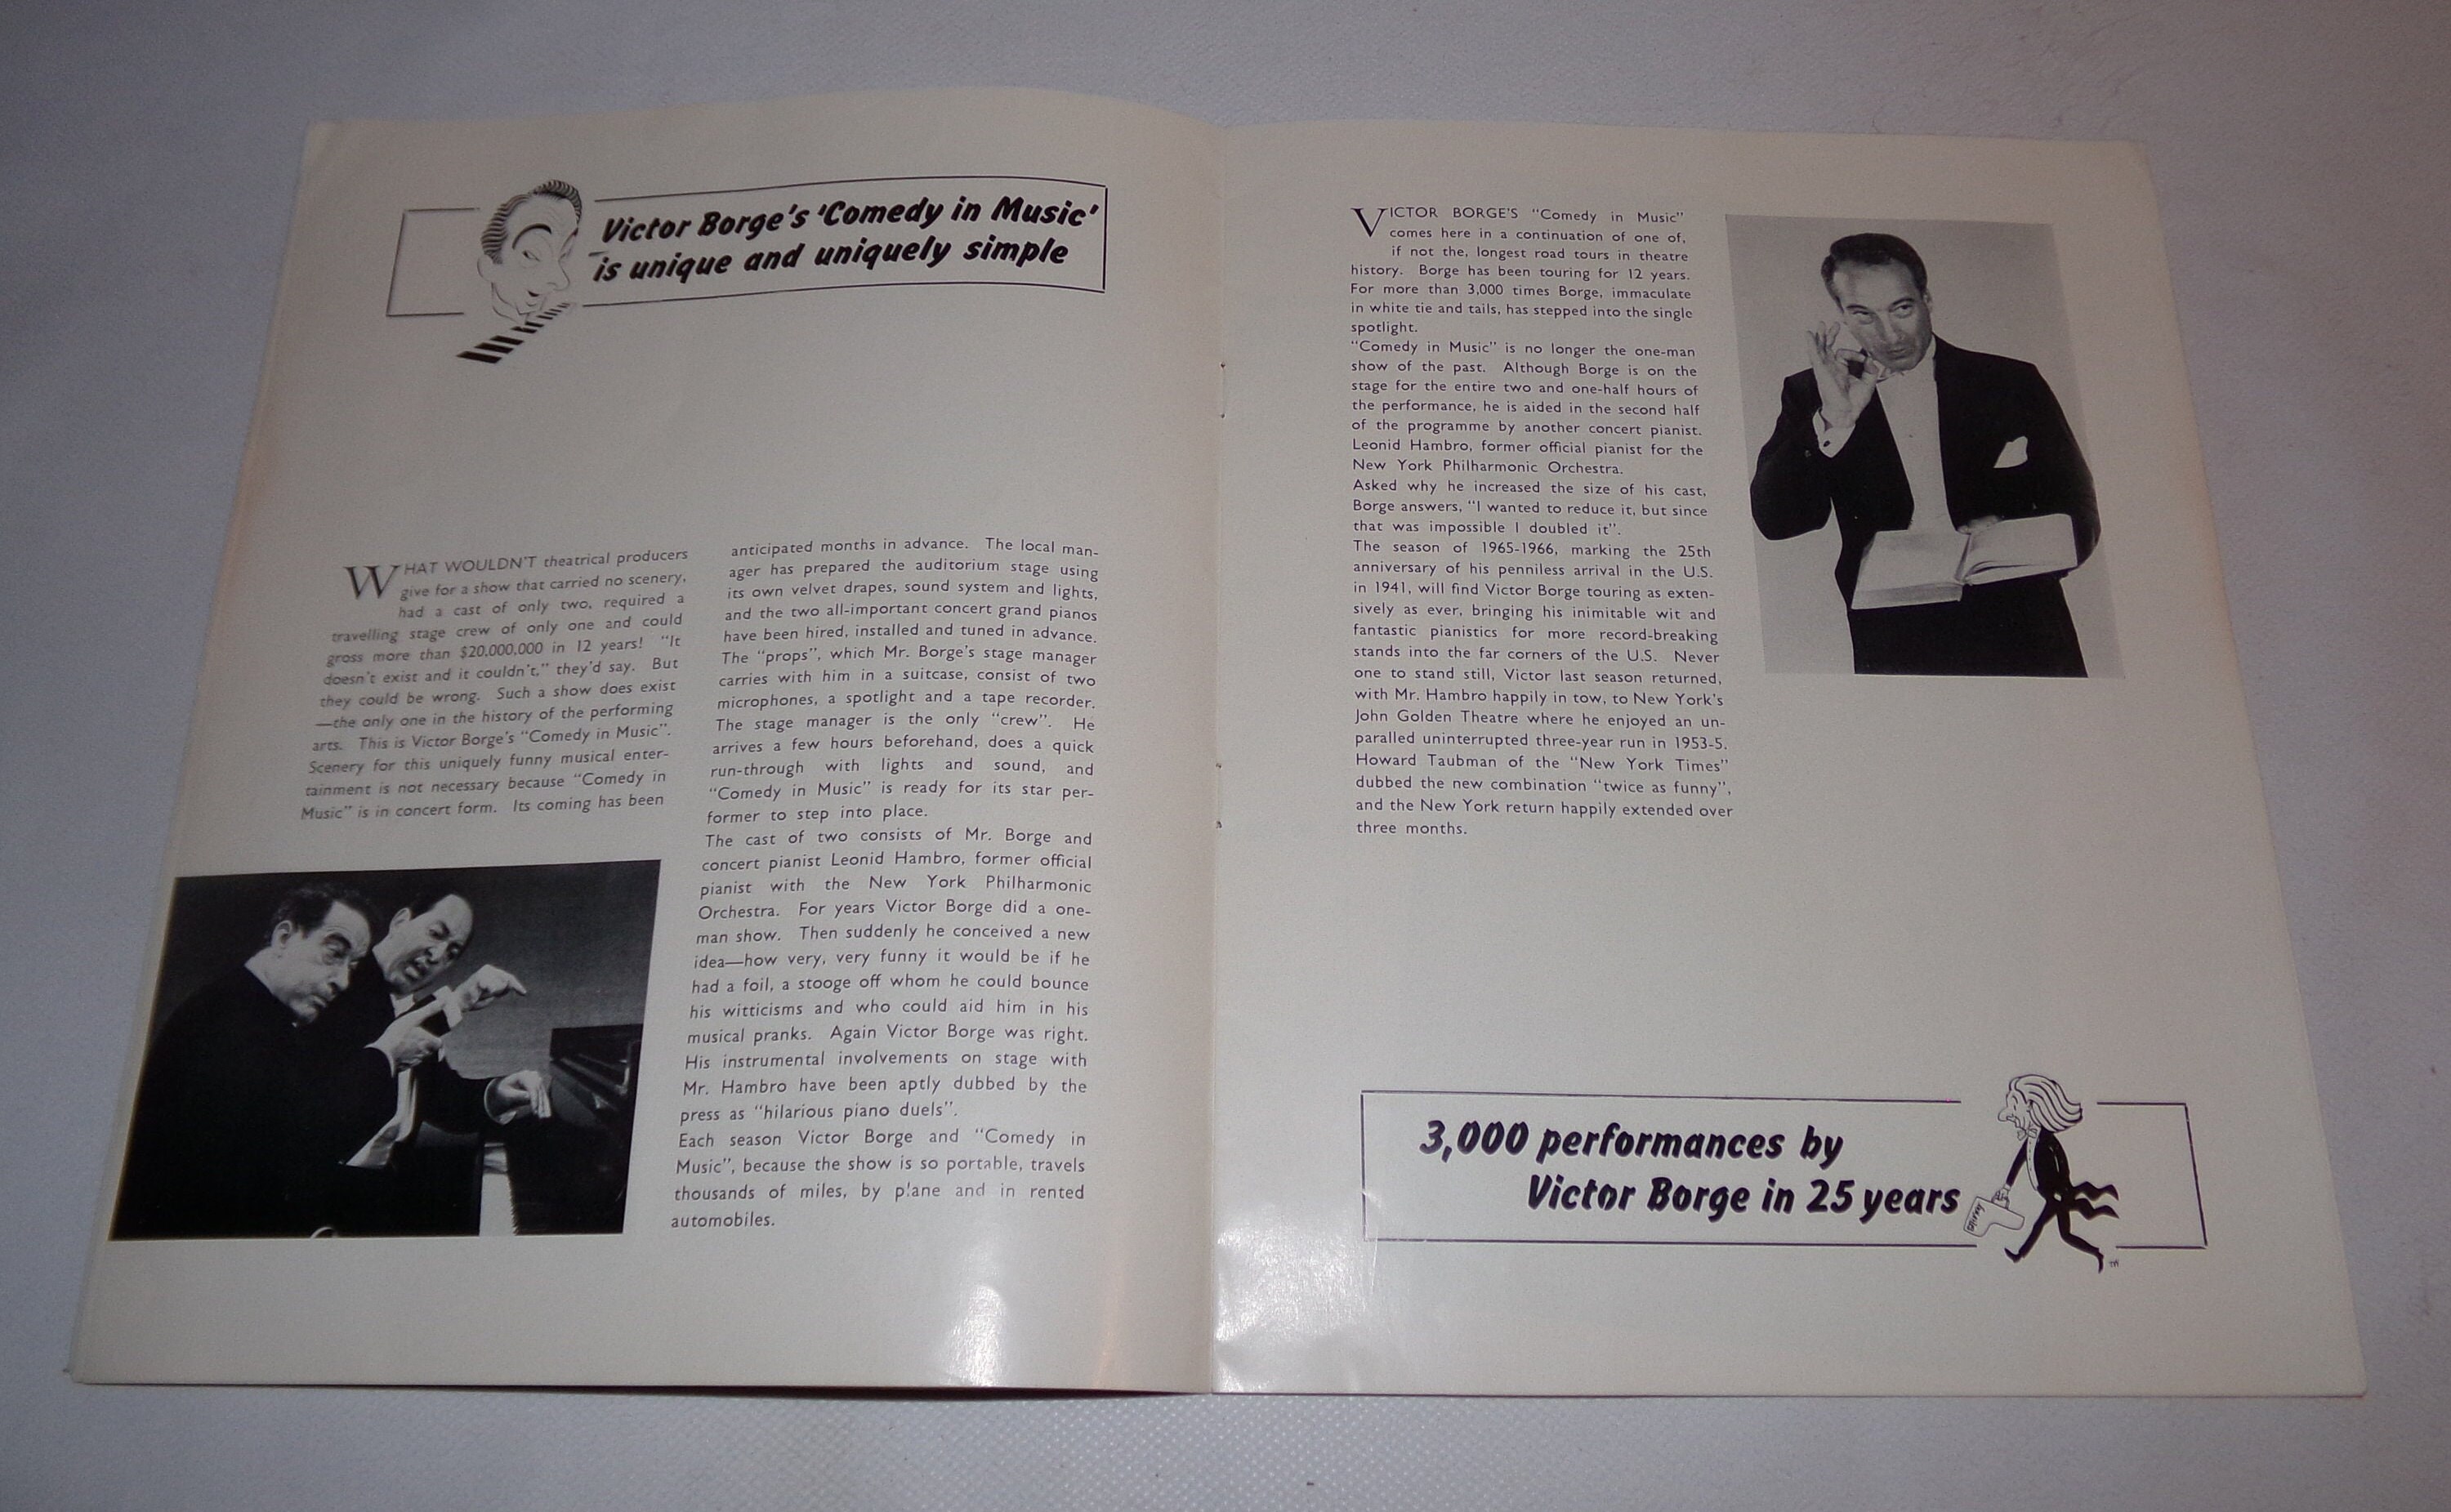 Victor Borge's 'Comedy in Music'
is unique and uniquely simple
WHAT WOULDN'T theatrical producers
give for a show that carried no scenery,
had a cast of only two, required a
travelling stage crew of only one and could
gross more than $20,000,000 in 12 years! "It
doesn't exist and it couldn't," they'd say. But
they could be wrong. Such a show does exist
—the only one in the history of the performing
arts. This is Victor Borge's "Comedy in Music".
Scenery for this uniquely funny musical enter-
tainment is not necessary because "Comedy in
Music" is in concert form. Its coming has been
anticipated months in advance. The local man-
ager has prepared the auditorium stage using
its own velvet drapes, sound system and lights,
and the two all-important concert grand pianos
have been hired, installed and tuned in advance.
The "props", which Mr. Borge's stage manager
carries with him in a suitcase, consist of two
microphones, a spotlight and a tape recorder.
The stage manager is the only "crew". He
arrives a few hours beforehand, does a quick
run-through with lights and sound, and
"Comedy in Music" is ready for its star per-
former to step into place.
The cast of two consists of Mr. Borge and
concert pianist Leonid Hambro, former official
pianist with the New York Philharmonic
Orchestra. For years Victor Borge did a one-
man show. Then suddenly he conceived a new
idea—how very, very funny it would be if he
had a foil, a stooge off whom he could bounce
his witticisms and who could aid him in his
musical pranks. Again Victor Borge was right.
His instrumental involvements on stage with
Mr. Hambro have been aptly dubbed by the
press as "hilarious piano duels".
Each season Victor Borge and "Comedy in
Music", because the show is so portable, travels
thousands of miles, by plane and in rented
automobiles.
VICTOR BORGE'S "Comedy in Music"
comes here in a continuation of one of,
if not the, longest road tours in theatre
history. Borge has been touring for 12 years.
For more than 3,000 times Borge, immaculate
in white tie and tails, has stepped into the single
spotlight.
"Comedy in Music" is no longer the one-man
show of the past. Although Borge is on the
stage for the entire two and one-half hours of
the performance, he is aided in the second half
of the programme by another concert pianist.
Leonid Hambro, former official pianist for the
New York Philharmonic Orchestra.
Asked why he increased the size of his cast,
Borge answers, "I wanted to reduce it, but since
that was impossible I doubled it".
The season of 1965-1966, marking the 25th
anniversary of his penniless arrival in the U.S.
in 1941, will find Victor Borge touring as exten-
sively as ever, bringing his inimitable wit and
fantastic pianistics for more record-breaking
stands into the far corners of the U.S. Never
one to stand still, Victor last season returned,
with Mr. Hambro happily in tow, to New York's
John Golden Theatre where he enjoyed an un-
paralled uninterrupted three-year run in 1953-5.
Howard Taubman of the "New York Times"
dubbed the new combination "twice as funny",
and the New York return happily extended over
three months.
3,000 performances by
Victor Borge in 25 years